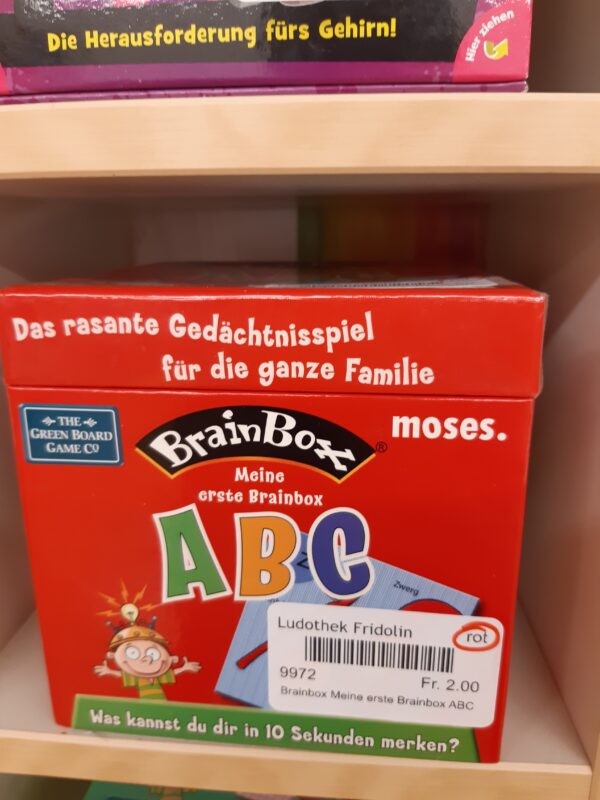 Die Herausforderung fürs Gehirn!
Hier ziehen
Das rasante Gedächtnisspiel
für die ganze Familie
THE
GREEN BOARD
GAME CO
BrainBox®
moses.
Meine
erste Brainbox
ABC
Z
Zwerg
Ludothek Fridolin
rot
9972
Fr. 2.00
Brainbox Meine erste Brainbox ABC
Was kannst du dir in 10 Sekunden merken?